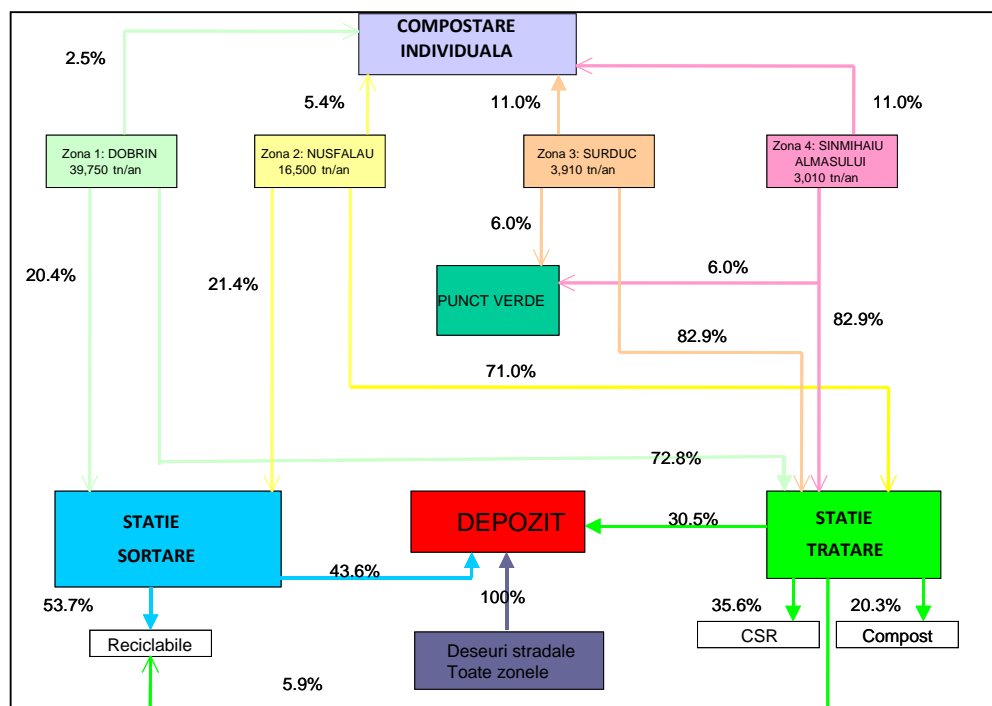 COMPOSTARE
INDIVIDUALA
2.5%
5.4%
11.0%
11.0%
Zona 1: DOBRIN
39,750 tn/an
Zona 2: NUSFALAU
16,500 tn/an
Zona 3: SURDUC
3,910 tn/an
Zona 4: SINMIHAIU
ALMASULUI
3,010 tn/an
6.0%
20.4%
21.4%
6.0%
PUNCT VERDE
82.9%
82.9%
71.0%
72.8%
STATIE
SORTARE
DEPOZIT
30.5%
STATIE
TRATARE
43.6%
53.7%
100%
35.6%
20.3%
Reciclabile
CSR
Compost
Deseuri stradale
Toate zonele
5.9%